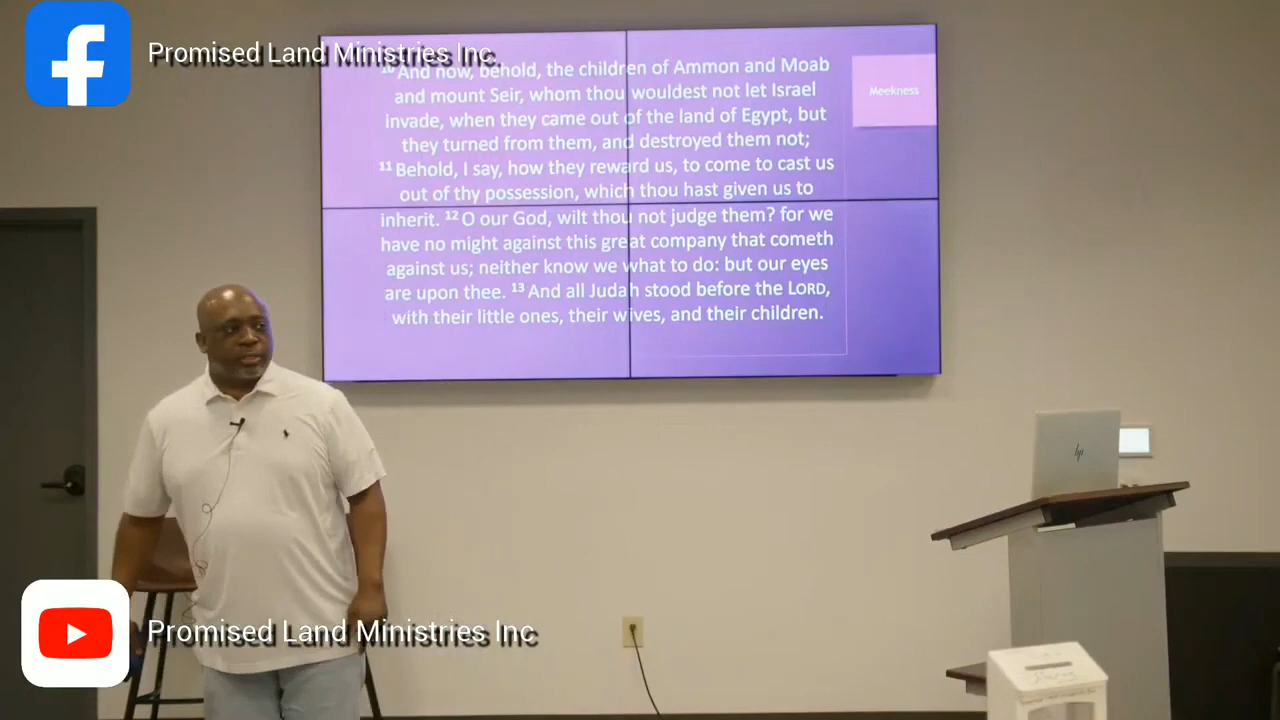 Promised Land Ministries Inc.
10 And now, behold, the children of Ammon and Moab
and mount Seir, whom thou wouldest not let Israel
invade, when they came out of the land of Egypt, but
they turned from them, and destroyed them not;
11 Behold, I say, how they reward us, to come to cast us
out of thy possession, which thou hast given us to
inherit. 12 O our God, wilt thou not judge them? for we
have no might against this great company that cometh
against us; neither know we what to do: but our eyes
are upon thee. 13 And all Judah stood before the LORD,
with their little ones, their wives, and their children.
Meekness
hp
Promised Land Ministries Inc